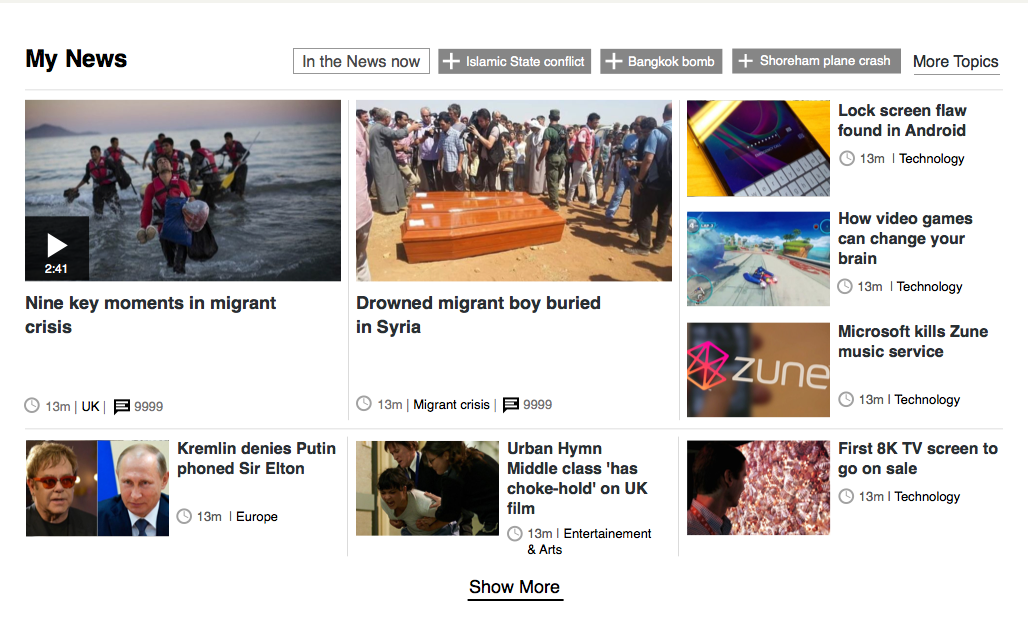 My News
In the News now
Islamic State conflict
Bangkok bomb
Shoreham plane crash
More Topics
2:41
Nine key moments in migrant
crisis
13m | UK | 9999
Drowned migrant boy buried
in Syria
13m | Migrant crisis | 9999
Lock screen flaw
found in Android
13m | Technology
How video games
can change your
brain
13m | Technology
zune
Microsoft kills Zune
music service
13m | Technology
Kremlin denies Putin
phoned Sir Elton
13m | Europe
Urban Hymn
Middle class 'has
choke-hold' on UK
film
13m | Entertainement
& Arts
First 8K TV screen to
go on sale
13m | Technology
Show More